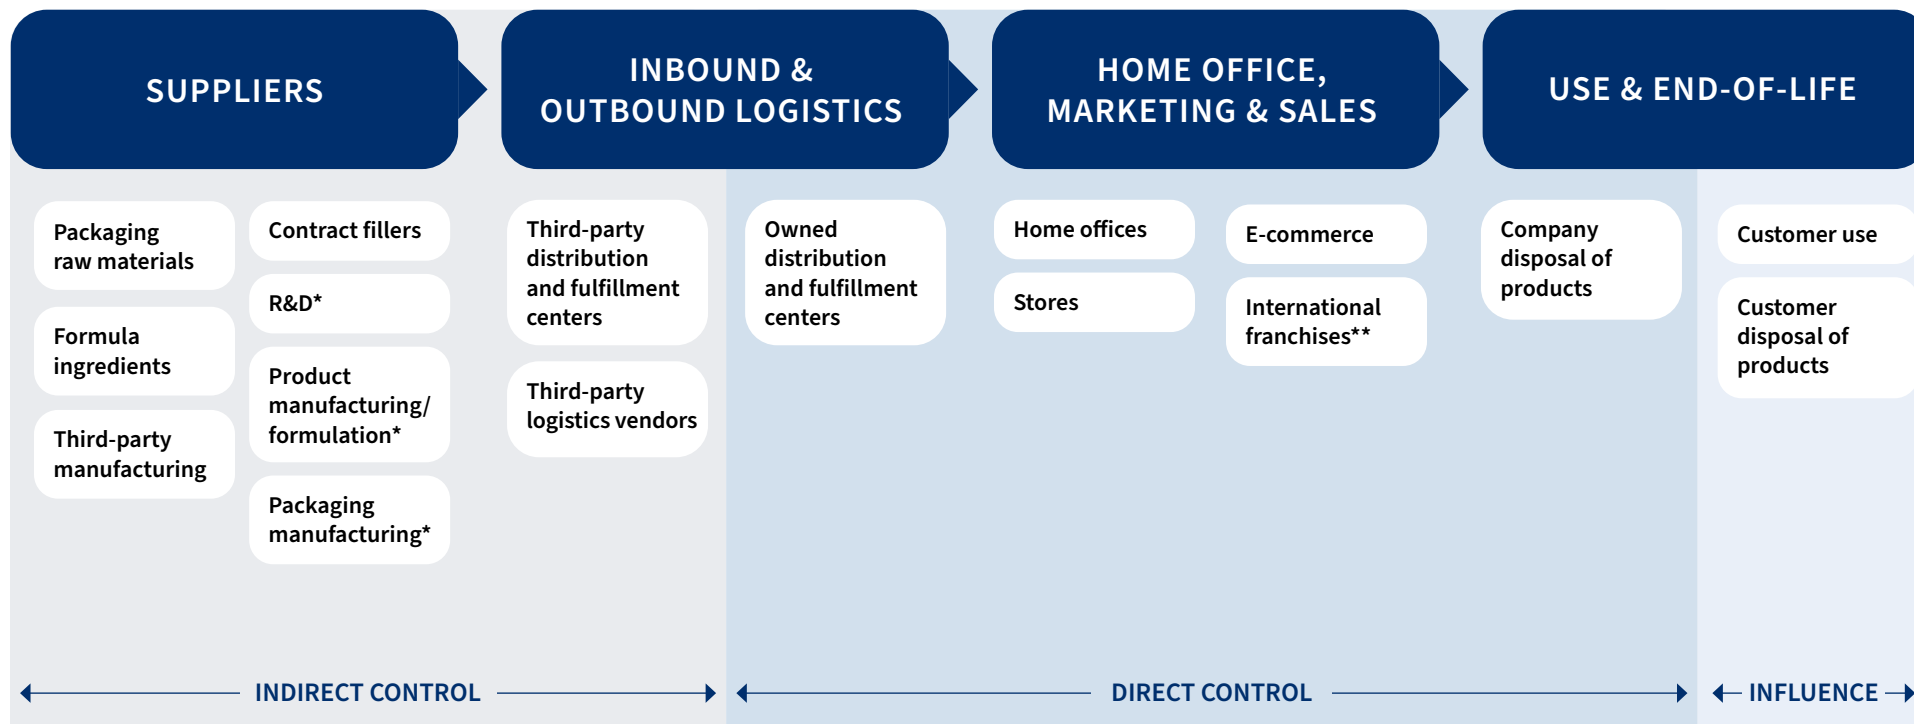 SUPPLIERS
INBOUND &
OUTBOUND LOGISTICS
HOME OFFICE,
MARKETING & SALES
USE & END-OF-LIFE
Packaging
raw materials
Formula
ingredients
Third-party
manufacturing
Contract fillers
R&D*
Product
manufacturing/
formulation*
Packaging
manufacturing*
Third-party
distribution
and fulfillment
centers
Third-party
logistics vendors
Owned
distribution
and fulfillment
centers
Home offices
Stores
E-commerce
International
franchises**
Company
disposal of
products
Customer use
Customer
disposal of
products
INDIRECT CONTROL
DIRECT CONTROL
INFLUENCE